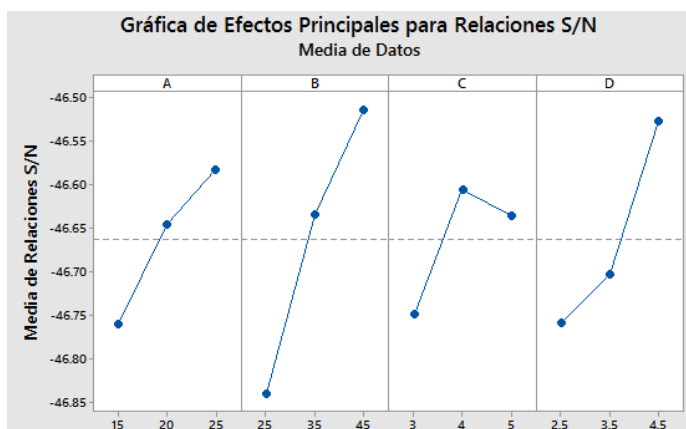 Gráfica de Efectos Principales para Relaciones S/N
Media de Datos
A B C D
Media de Relaciones S/N
-46.50
-46.55
-46.60
-46.65
-46.70
-46.75
-46.80
-46.85
15 20 25 25 35 45 3 4 5 2.5 3.5 4.5